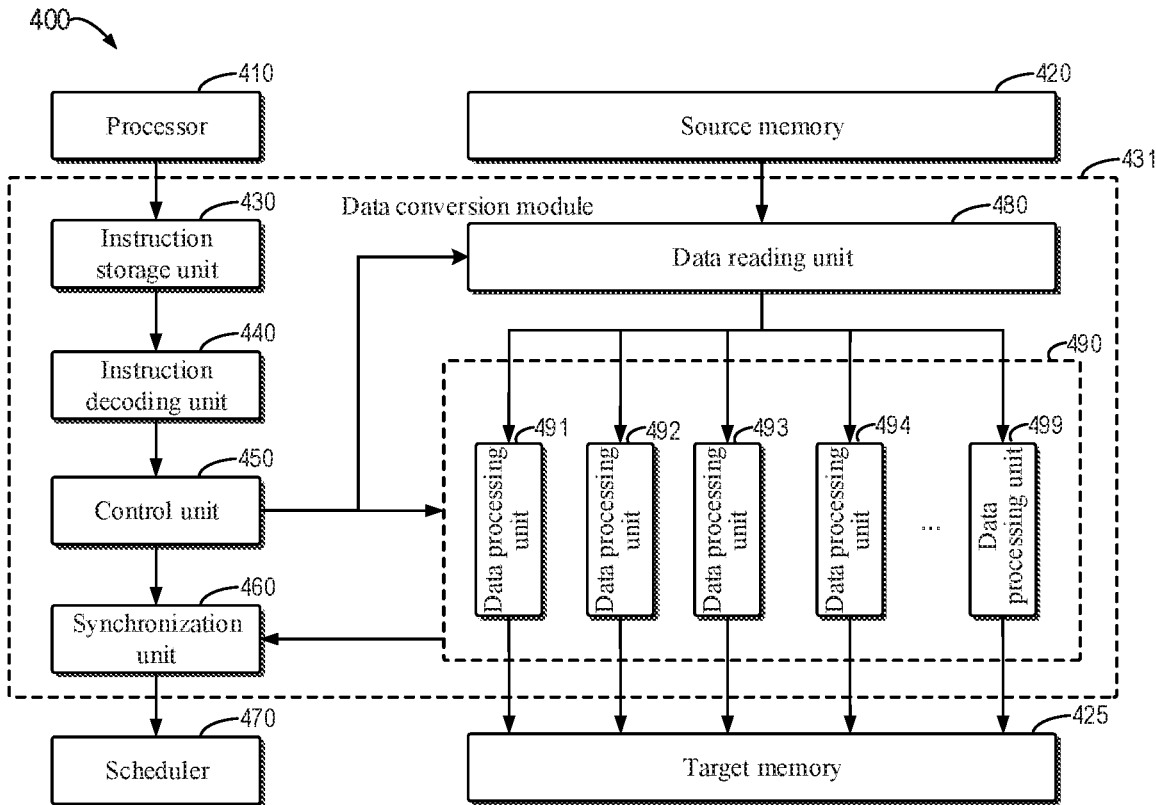 400
410
Processor
420
Source memory
431
430
Instruction
storage unit
Data conversion module
480
Data reading unit
440
Instruction
decoding unit
490
450
Control unit
491
Data processing
unit
492
Data processing
unit
493
Data processing
unit
494
Data processing
unit
...
499
Data
processing unit
460
Synchronization
unit
470
Scheduler
425
Target memory